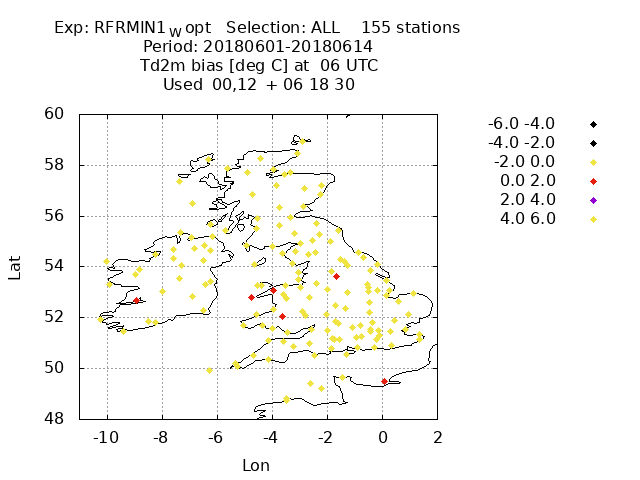 Exp: RFRMIN1 W opt Selection: ALL 155 stations
Period: 20180601-20180614
Td2m bias [deg C] at 06 UTC
Used 00,12 + 06 18 30
-6.0 -4.0
-4.0 -2.0
-2.0 0.0
0.0 2.0
2.0 4.0
4.0 6.0
60
58
56
54
52
50
48
Lat
-10 -8 -6 -4 -2 0 2
Lon